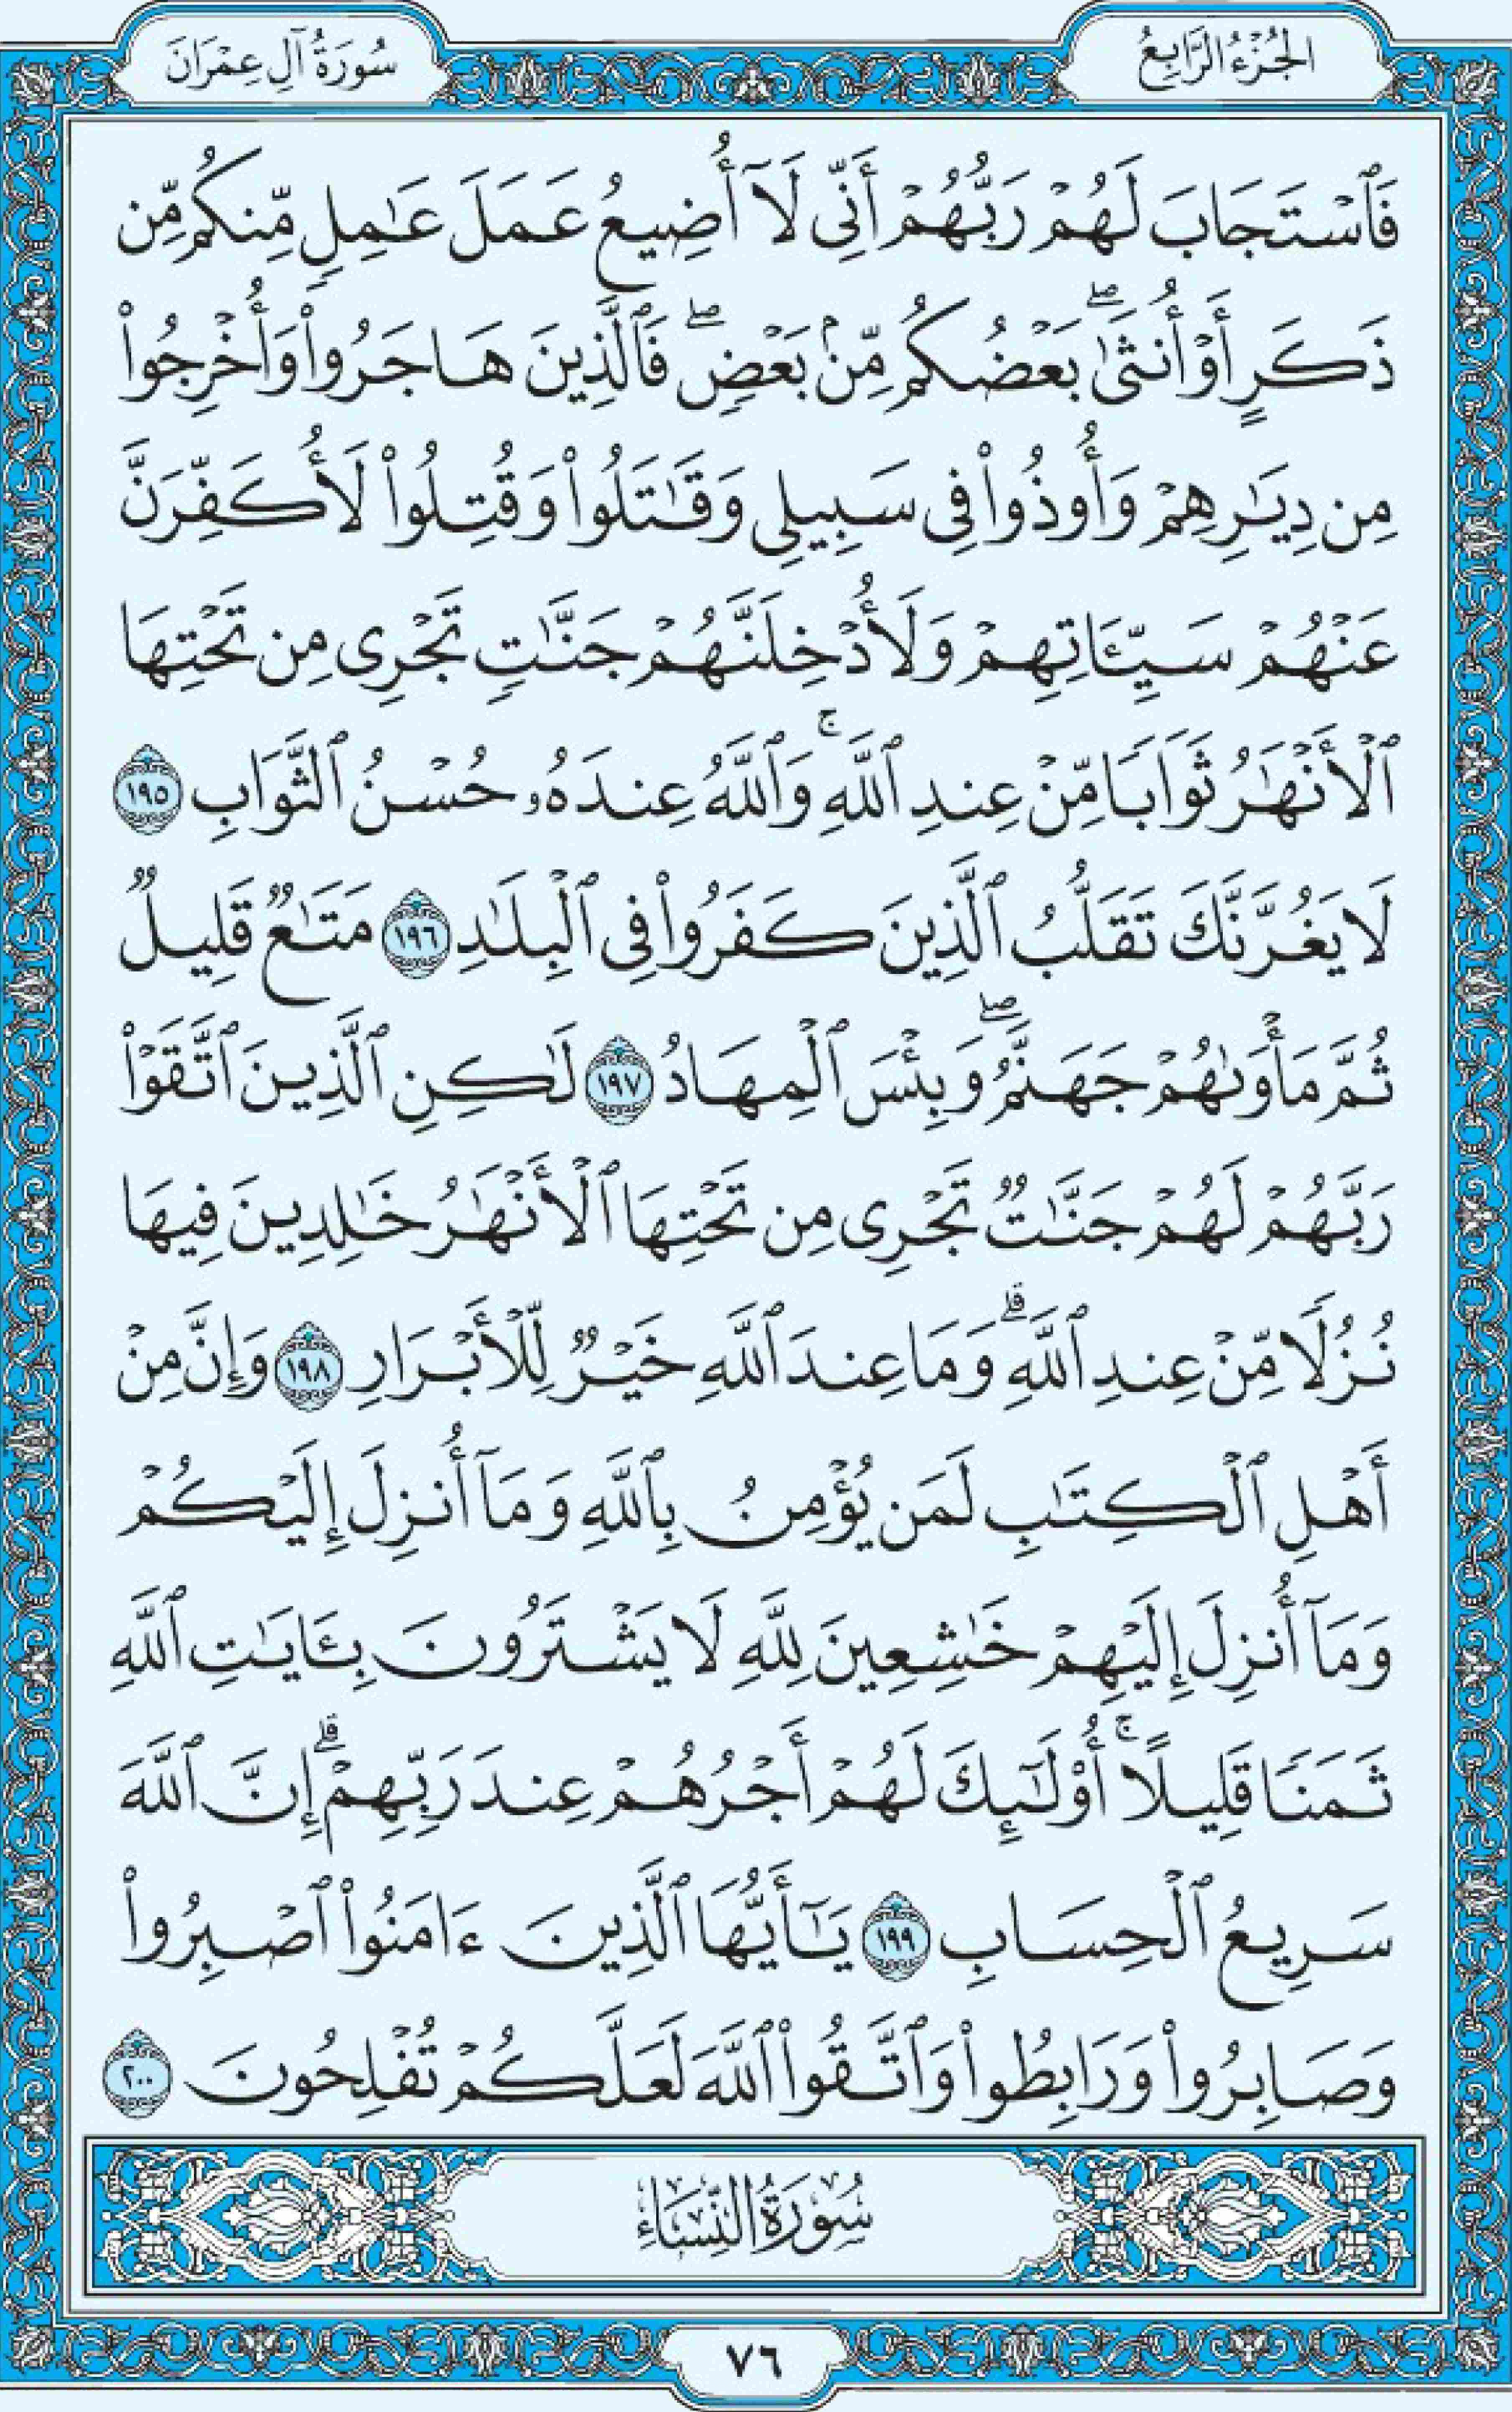 الجُزْءُ الرَّابِعُ
سُورَةُ آلِ عِمْرَانَ
فَٱسْتَجَابَ لَهُمْ رَبُّهُمْ أَنِّى لَآ أُضِيعُ عَمَلَ عَٰمِلٍ مِّنكُم مِّن
ذَكَرٍ أَوْ أُنثَىٰ ۖ بَعْضُكُم مِّنۢ بَعْضٍ ۖ فَٱلَّذِينَ هَاجَرُوا۟ وَأُخْرِجُوا۟
مِن دِيَٰرِهِمْ وَأُوذُوا۟ فِى سَبِيلِى وَقَٰتَلُوا۟ وَقُتِلُوا۟ لَأُكَفِّرَنَّ
عَنْهُمْ سَيِّـَٔاتِهِمْ وَلَأُدْخِلَنَّهُمْ جَنَّٰتٍ تَجْرِى مِن تَحْتِهَا
ٱلْأَنْهَٰرُ ثَوَابًا مِّنْ عِندِ ٱللَّهِ ۚ وَٱللَّهُ عِندَهُۥ حُسْنُ ٱلثَّوَابِ ١٩٥
لَا يَغُرَّنَّكَ تَقَلُّبُ ٱلَّذِينَ كَفَرُوا۟ فِى ٱلْبِلَٰدِ ١٩٦ مَتَٰعٌ قَلِيلٌ
ثُمَّ مَأْوَىٰهُمْ جَهَنَّمُ ۖ وَبِئْسَ ٱلْمِهَادُ ١٩٧ لَٰكِنِ ٱلَّذِينَ ٱتَّقَوْا۟
رَبَّهُمْ لَهُمْ جَنَّٰتٌ تَجْرِى مِن تَحْتِهَا ٱلْأَنْهَٰرُ خَٰلِدِينَ فِيهَا
نُزُلًا مِّنْ عِندِ ٱللَّهِ ۗ وَمَا عِندَ ٱللَّهِ خَيْرٌ لِّلْأَبْرَارِ ١٩٨ وَإِنَّ مِنْ
أَهْلِ ٱلْكِتَٰبِ لَمَن يُؤْمِنُ بِٱللَّهِ وَمَآ أُنزِلَ إِلَيْكُمْ
وَمَآ أُنزِلَ إِلَيْهِمْ خَٰشِعِينَ لِلَّهِ لَا يَشْتَرُونَ بِـَٔايَٰتِ ٱللَّهِ
ثَمَنًا قَلِيلًا ۚ أُو۟لَٰٓئِكَ لَهُمْ أَجْرُهُمْ عِندَ رَبِّهِمْ ۗ إِنَّ ٱللَّهَ
سَرِيعُ ٱلْحِسَابِ ١٩٩ يَٰٓأَيُّهَا ٱلَّذِينَ ءَامَنُوا۟ ٱصْبِرُوا۟
وَصَابِرُوا۟ وَرَابِطُوا۟ وَٱتَّقُوا۟ ٱللَّهَ لَعَلَّكُمْ تُفْلِحُونَ ٢٠٠
سُورَةُ النِّسَاءِ
٧٦